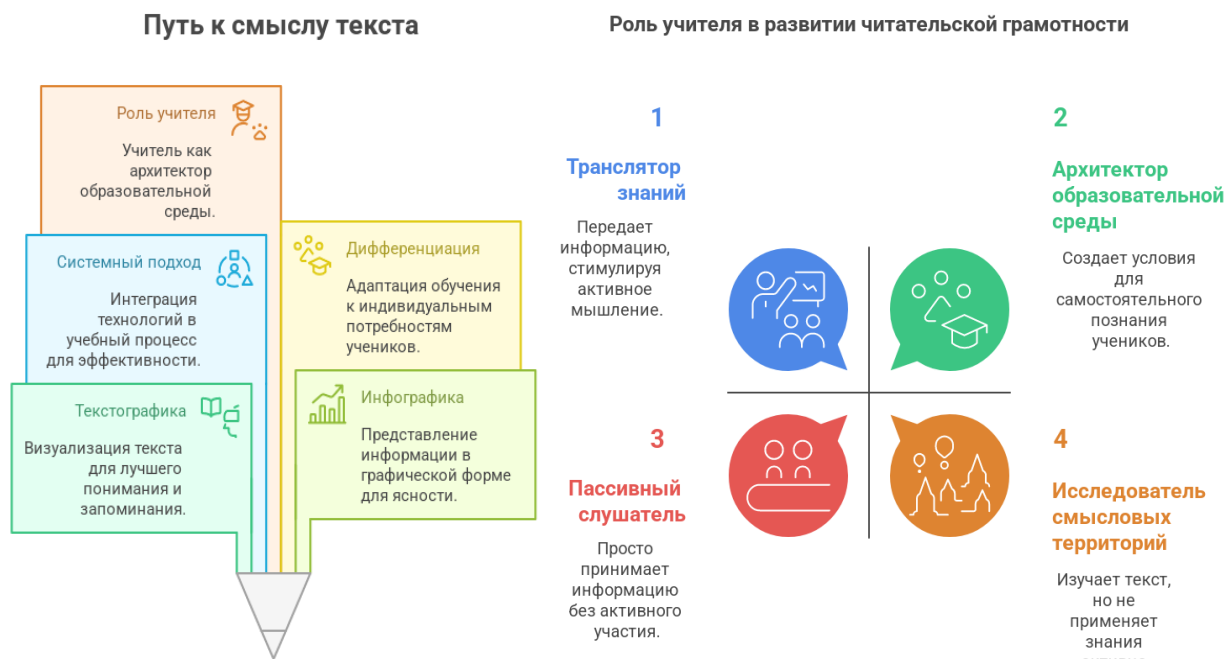 Путь к смыслу текста
Роль учителя
Учитель как
архитектор
образовательной
среды.
Системный подход
Интеграция
технологий в
учебный процесс
для эффективности.
Дифференциация
Адаптация обучения
к индивидуальным
потребностям
учеников.
Текстографика
Визуализация текста
для лучшего
понимания и
запоминания.
Инфографика
Представление
информации в
графической форме
для ясности.
Роль учителя в развитии читательской грамотности
1
Транслятор
знаний
Передает
информацию,
стимулируя
активное
мышление.
2
Архитектор
образовательной
среды
Создает условия
для
самостоятельного
познания
учеников.
3
Пассивный
слушатель
Просто
принимает
информацию
без активного
участия.
4
Исследователь
смысловых
территорий
Изучает текст,
но не
применяет
знания